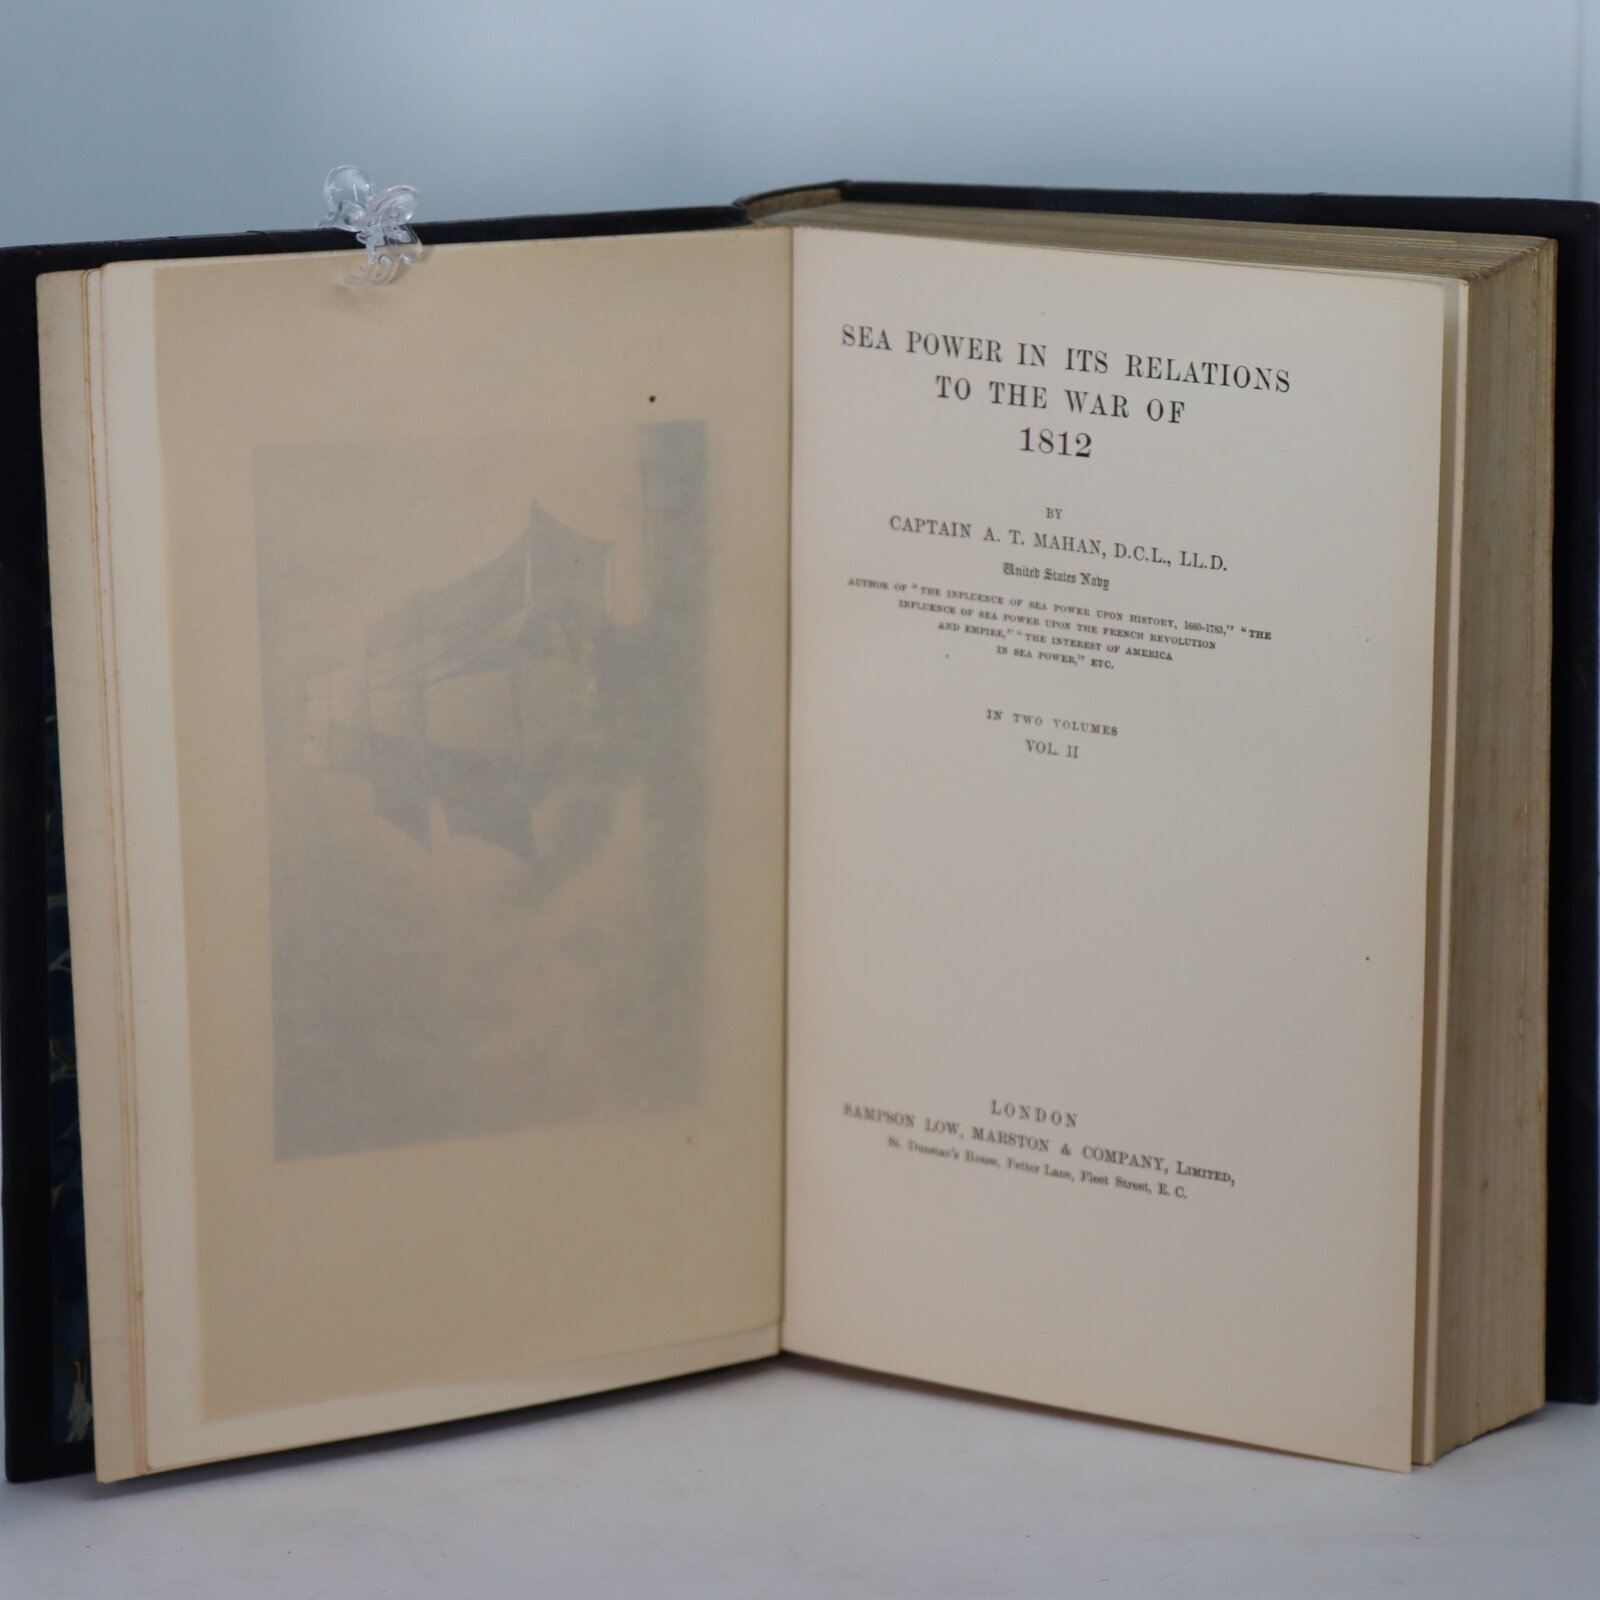 SEA POWER IN ITS RELATIONS
TO THE WAR OF
1812
BY
CAPTAIN A. T. MAHAN, D.C.L., LL.D.
United States Navy
AUTHOR OF "THE INFLUENCE OF SEA POWER UPON HISTORY, 1660-1783," "THE
INFLUENCE OF SEA POWER UPON THE FRENCH REVOLUTION
AND EMPIRE," "THE INTEREST OF AMERICA
IN SEA POWER," ETC.
IN TWO VOLUMES
VOL. II
LONDON
SAMPSON LOW, MARSTON & COMPANY, LIMITED,
St. Dunstan's House, Fetter Lane, Fleet Street, E. C.